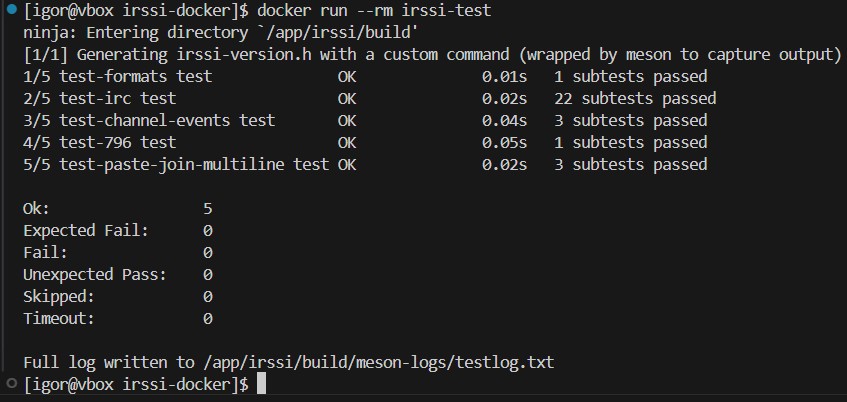 [igor@vbox irssi-docker]$ docker run --rm irssi-test
ninja: Entering directory `/app/irssi/build'
[1/1] Generating irssi-version.h with a custom command (wrapped by meson to capture output)
1/5 test-formats test              OK              0.01s   1 subtests passed
2/5 test-irc test                  OK              0.02s   22 subtests passed
3/5 test-channel-events test       OK              0.04s   3 subtests passed
4/5 test-796 test                  OK              0.05s   1 subtests passed
5/5 test-paste-join-multiline test OK              0.02s   3 subtests passed

Ok:                 5
Expected Fail:      0
Fail:               0
Unexpected Pass:    0
Skipped:            0
Timeout:            0

Full log written to /app/irssi/build/meson-logs/testlog.txt
[igor@vbox irssi-docker]$